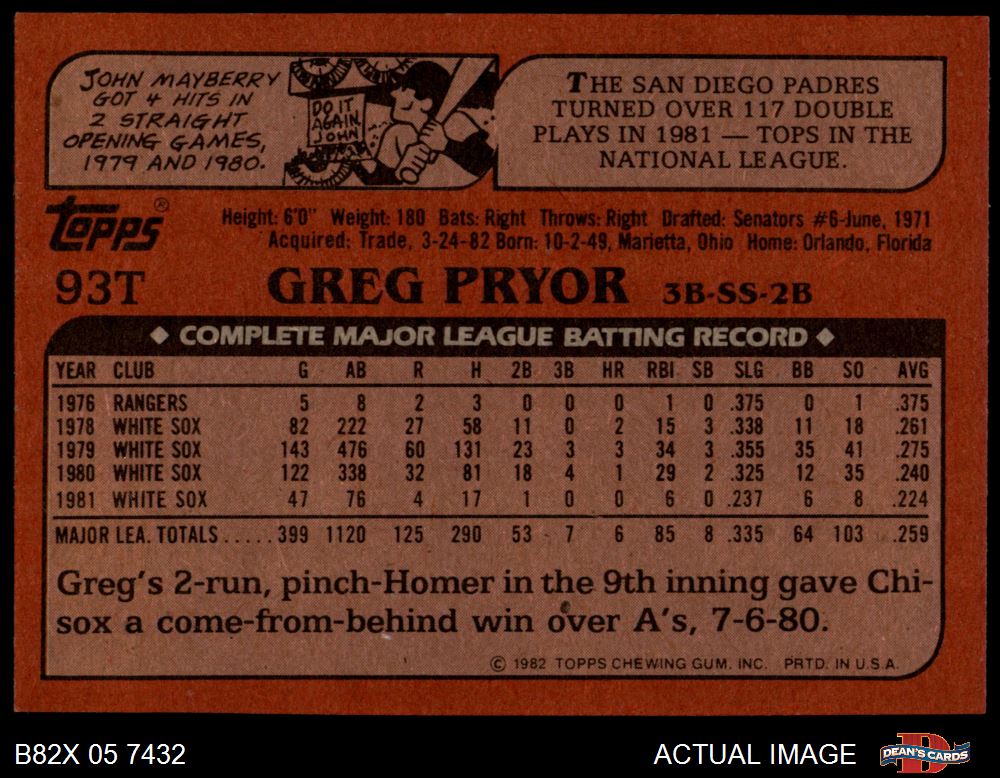 JOHN MAYBERRY
GOT 4 HITS IN
2 STRAIGHT
OPENING GAMES,
1979 AND 1980.
DO IT
AGAIN
JOHN
THE SAN DIEGO PADRES
TURNED OVER 117 DOUBLE
PLAYS IN 1981 — TOPS IN THE
NATIONAL LEAGUE.
TOPPS®
Height: 6'0" Weight: 180 Bats: Right Throws: Right Drafted: Senators #6-June, 1971
Acquired: Trade, 3-24-82 Born: 10-2-49, Marietta, Ohio Home: Orlando, Florida
93T GREG PRYOR 3B-SS-2B
◆ COMPLETE MAJOR LEAGUE BATTING RECORD ◆
YEAR CLUB G AB R H 2B 3B HR RBI SB SLG BB SO AVG
1976 RANGERS 5 8 2 3 0 0 0 1 0 .375 0 1 .375
1978 WHITE SOX 82 222 27 58 11 0 2 15 3 .338 11 18 .261
1979 WHITE SOX 143 476 60 131 23 3 3 34 3 .355 35 41 .275
1980 WHITE SOX 122 338 32 81 18 4 1 29 2 .325 12 35 .240
1981 WHITE SOX 47 76 4 17 1 0 0 6 0 .237 6 8 .224
MAJOR LEA. TOTALS ..... 399 1120 125 290 53 7 6 85 8 .335 64 103 .259
Greg's 2-run, pinch-Homer in the 9th inning gave Chi-
sox a come-from-behind win over A's, 7-6-80.
© 1982 TOPPS CHEWING GUM, INC. PRTD. IN U.S.A.
B82X 05 7432 ACTUAL IMAGE DEAN'S CARDS